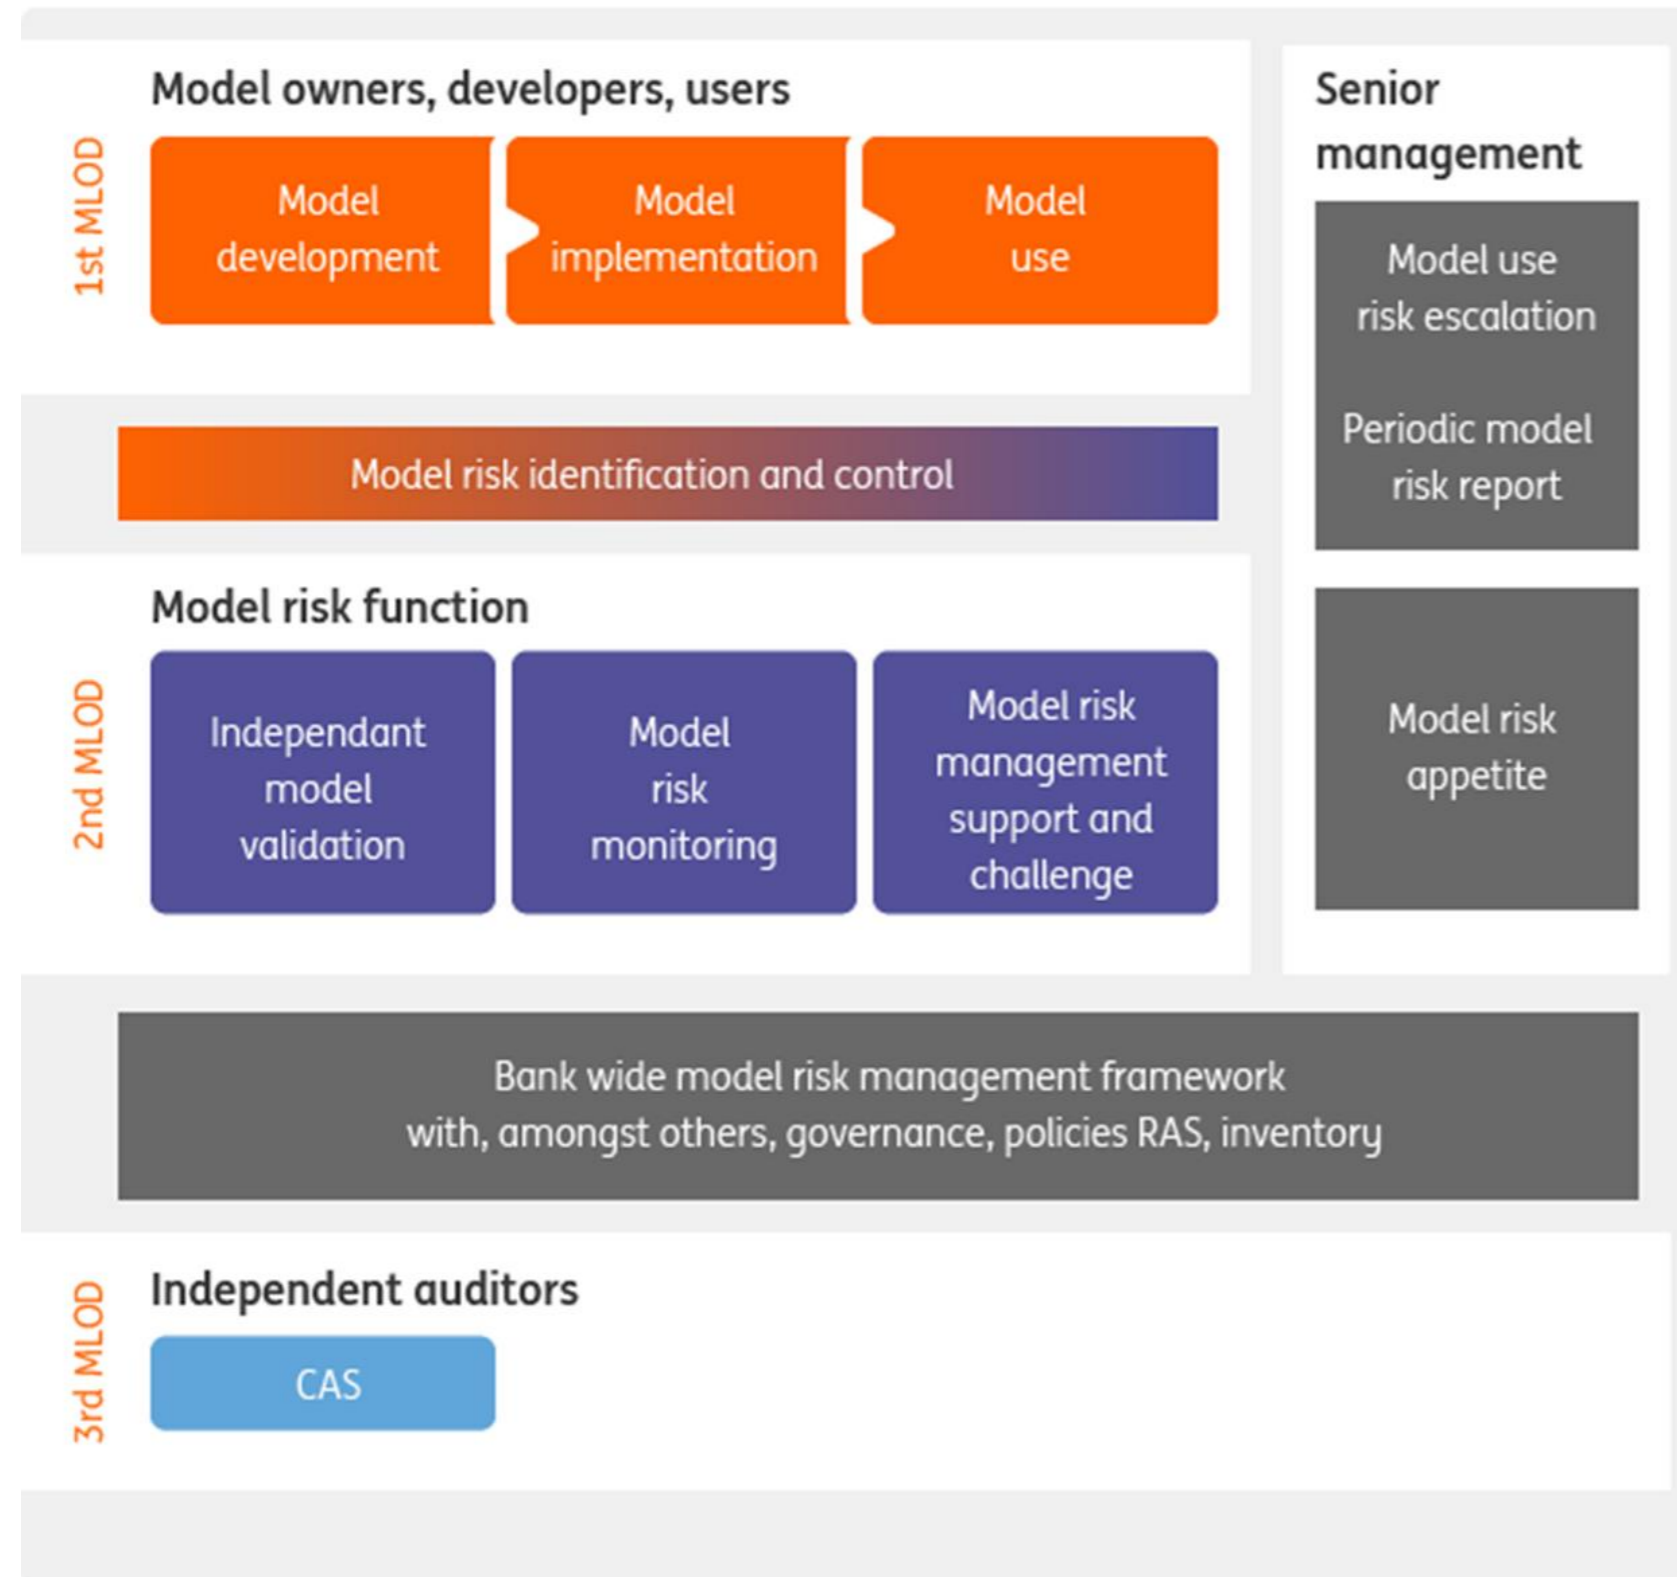 Model owners, developers, users
1st MLOD
Model
development
Model
implementation
Model
use
Model risk identification and control
Model risk function
2nd MLOD
Independant
model
validation
Model
risk
monitoring
Model risk
management
support and
challenge
Senior
management
Model use
risk escalation
Periodic model
risk report
Model risk
appetite
Bank wide model risk management framework
with, amongst others, governance, policies RAS, inventory
Independent auditors
3rd MLOD
CAS